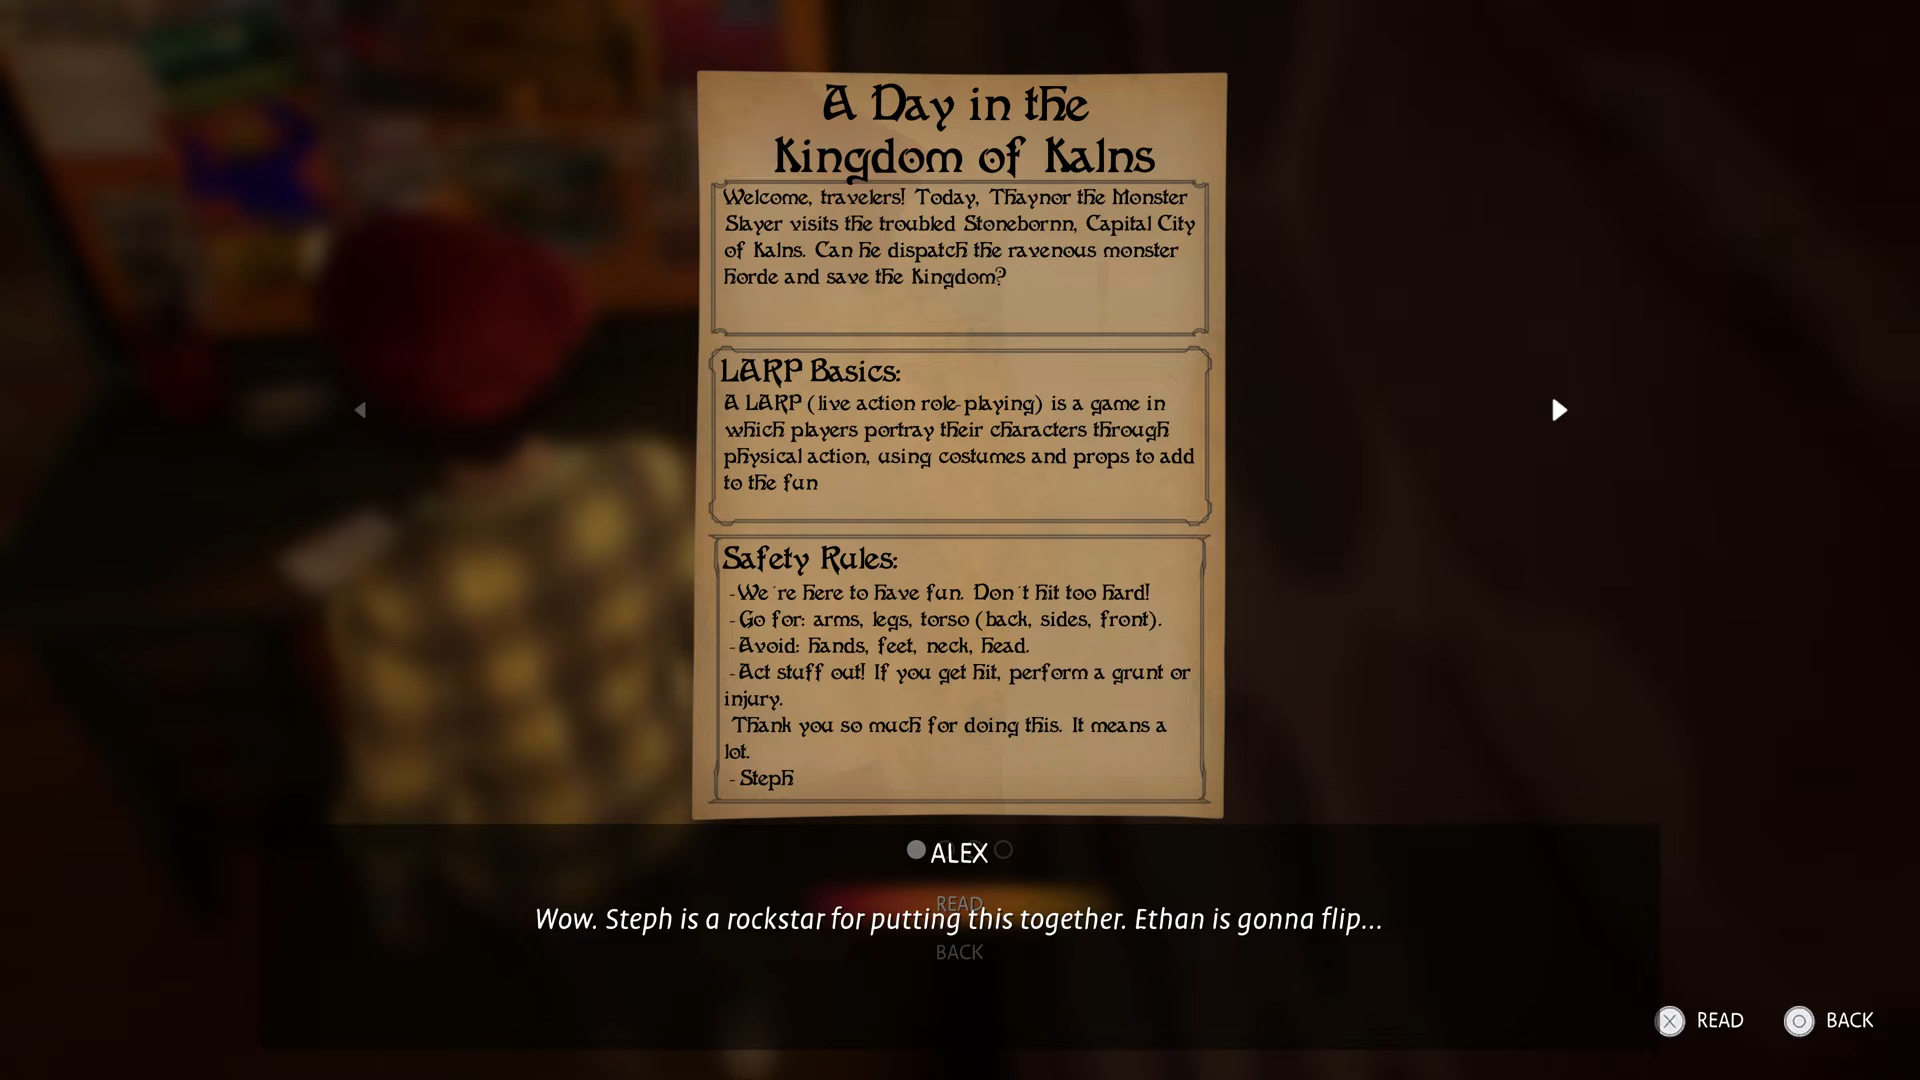 A Day in the
Kingdom of Kalns
Welcome, travelers! Today, Thaynor the Monster
Slayer visits the troubled Stonebornn, Capital City
of Kalns. Can he dispatch the ravenous monster
horde and save the Kingdom?
LARP Basics:
A LARP (live action role-playing) is a game in
which players portray their characters through
physical action, using costumes and props to add
to the fun
Safety Rules:
-We're here to have fun. Don't hit too hard!
-Go for: arms, legs, torso (back, sides, front).
-Avoid: hands, feet, neck, head.
-Act stuff out! If you get hit, perform a grunt or
injury.
Thank you so much for doing this. It means a
lot.
-Steph
ALEX
READ
Wow. Steph is a rockstar for putting this together. Ethan is gonna flip...
BACK
READ BACK